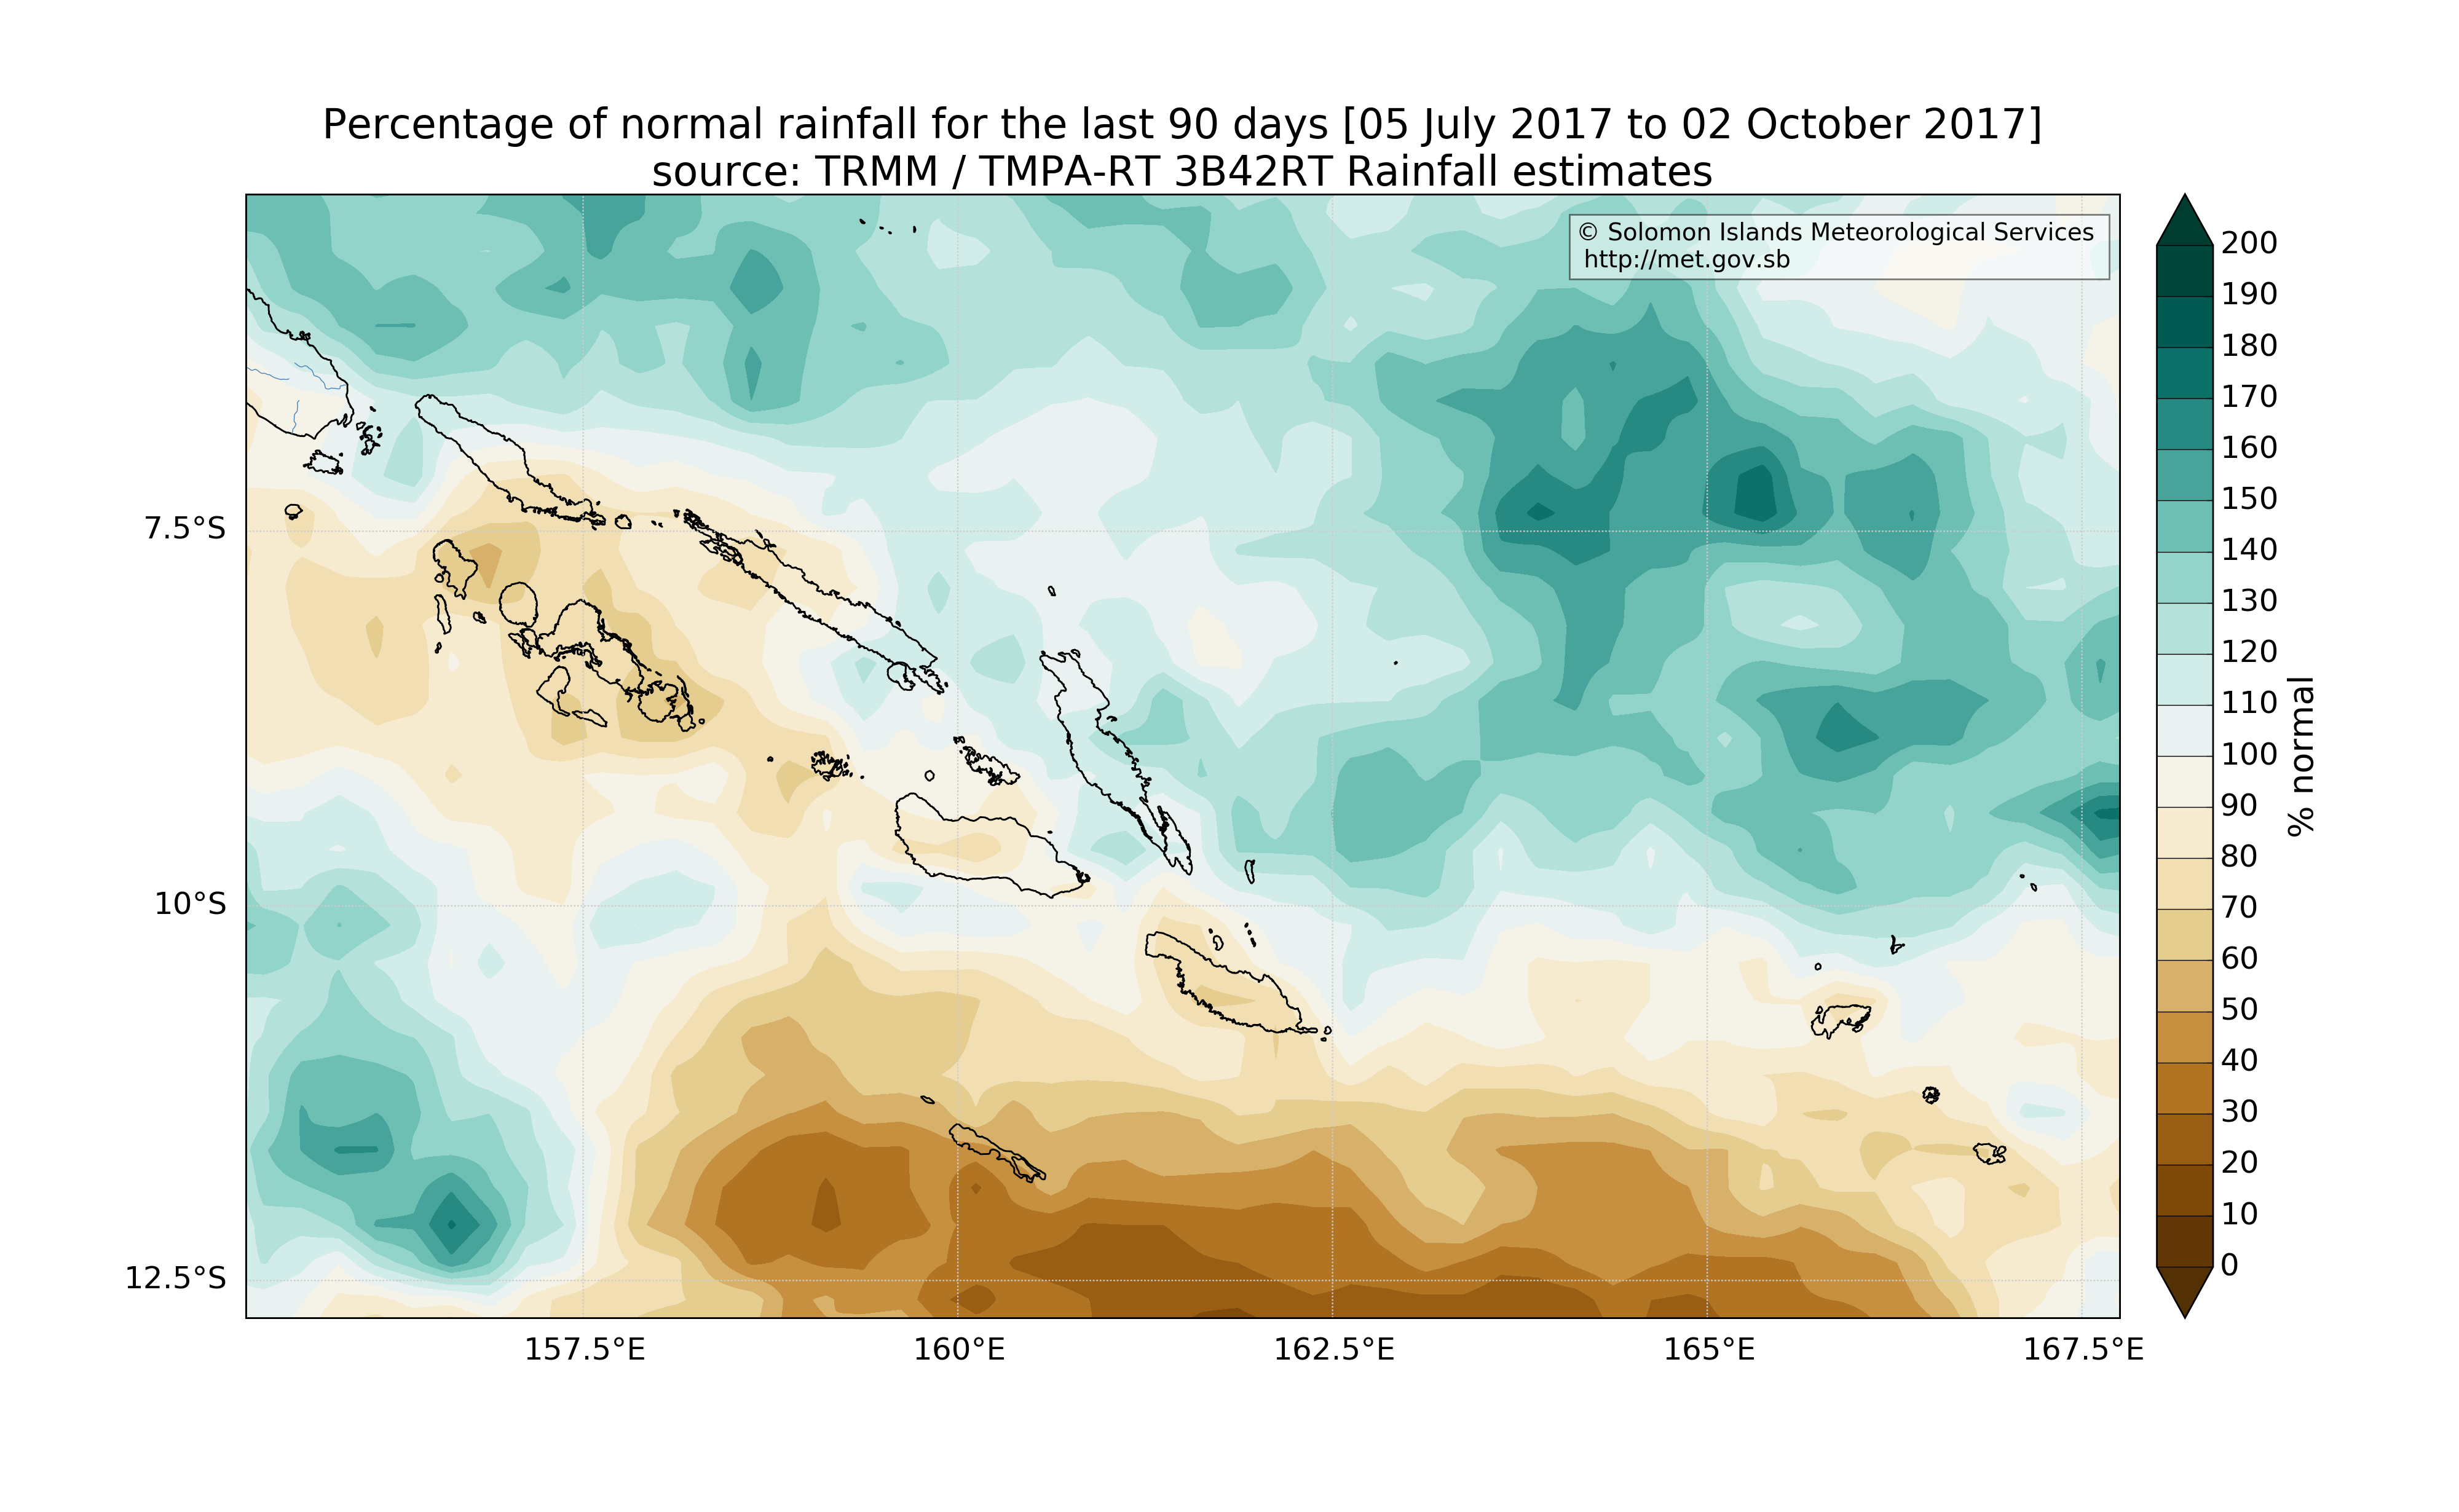 Percentage of normal rainfall for the last 90 days [05 July 2017 to 02 October 2017]
source: TRMM / TMPA-RT 3B42RT Rainfall estimates
© Solomon Islands Meteorological Services
http://met.gov.sb
7.5°S
10°S
12.5°S
157.5°E
160°E
162.5°E
165°E
167.5°E
200
190
180
170
160
150
140
130
120
110
100
90
80
70
60
50
40
30
20
10
0
% normal